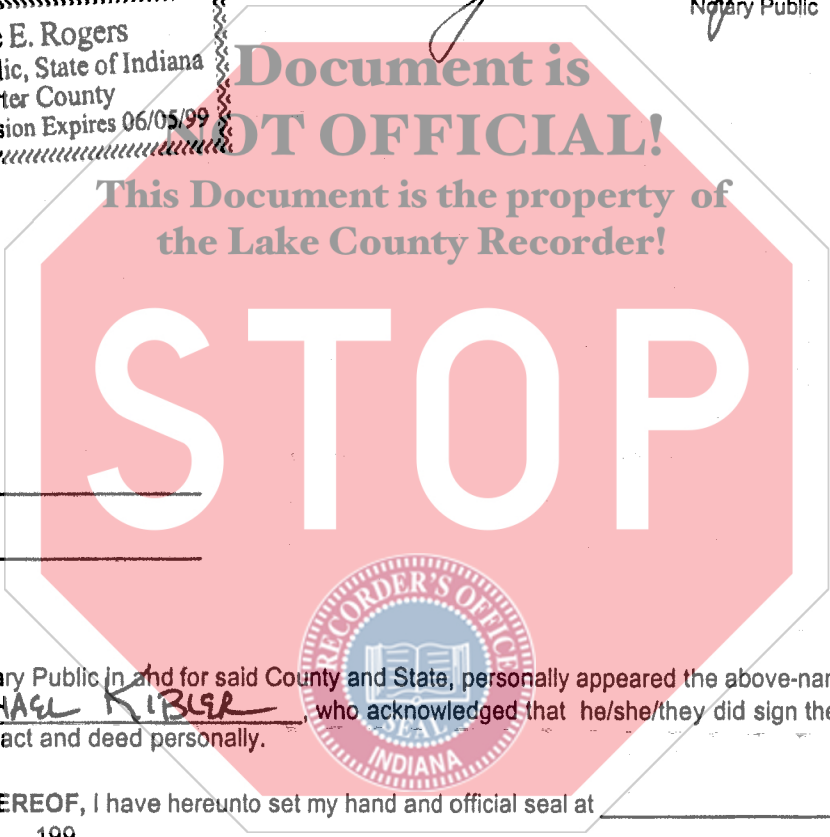 E. Rogers
Notary Public
lic, State of Indiana
ter County
sion Expires 06/05/99
Document is
NOT OFFICIAL!
This Document is the property of
the Lake County Recorder!
STOP
RECORDER'S OFFICE
SEAL
INDIANA
ary Public in and for said County and State, personally appeared the above-nam
HAEL KIBLER, who acknowledged that he/she/they did sign the
act and deed personally.
EREOF, I have hereunto set my hand and official seal at
199